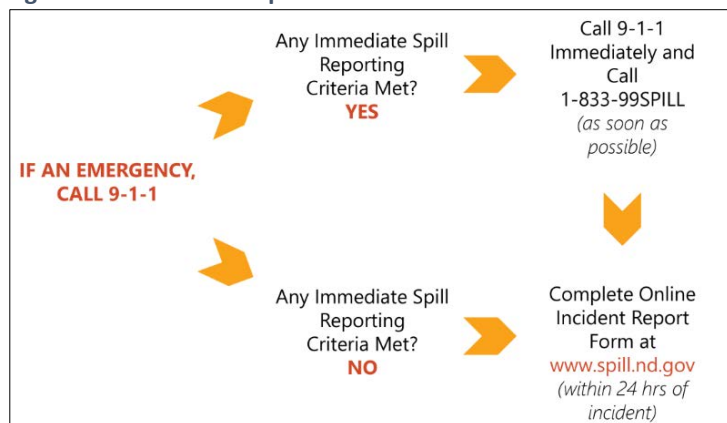 IF AN EMERGENCY,
CALL 9-1-1
Any Immediate Spill
Reporting
Criteria Met?
YES
Call 9-1-1
Immediately and
Call
1-833-99SPILL
(as soon as
possible)
Any Immediate Spill
Reporting
Criteria Met?
NO
Complete Online
Incident Report
Form at
www.spill.nd.gov
(within 24 hrs of
incident)